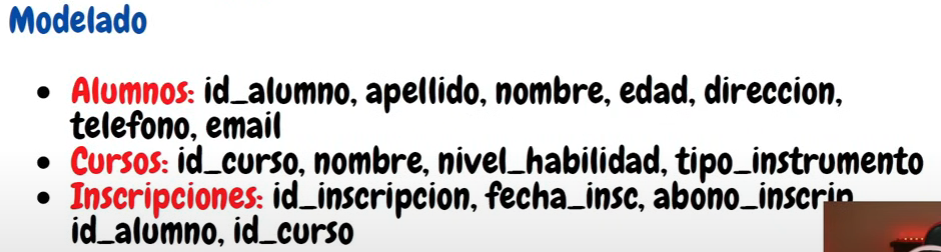 Modelado
Alumnos: id_alumno, apellido, nombre, edad, direccion,
telefono, email
Cursos: id_curso, nombre, nivel_habilidad, tipo_instrumento
Inscripciones: id_inscripcion, fecha_insc, abono_inscrip
id_alumno, id_curso